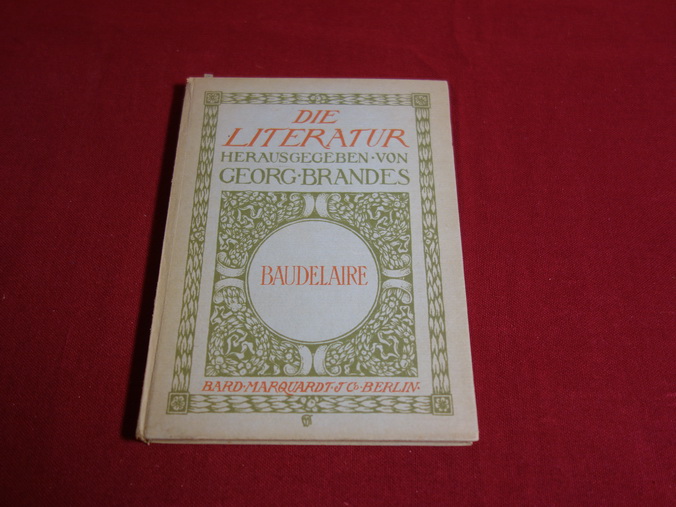 DIE
LITERATUR
HERAUSGEGEBEN·VON
GEORG·BRANDES
BAUDELAIRE
BARD·MARQUARDT·&Co·BERLIN·